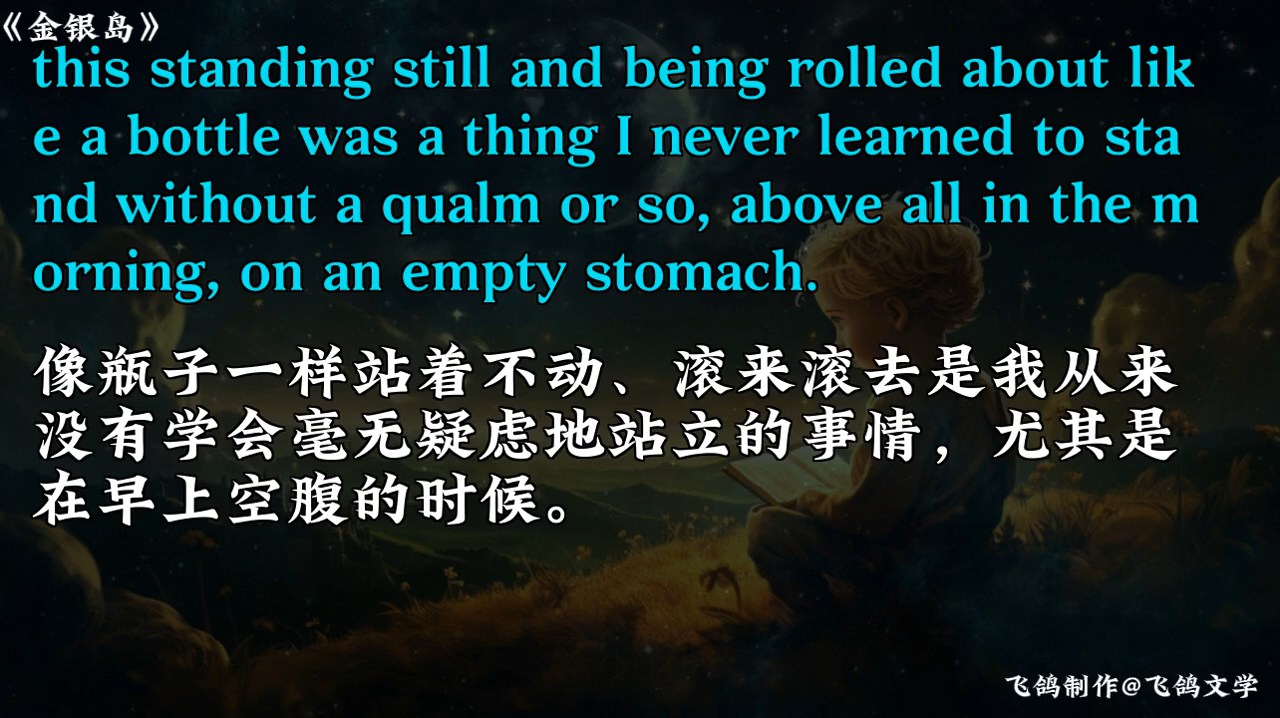 《金银岛》
this standing still and being rolled about lik
e a bottle was a thing I never learned to sta
nd without a qualm or so, above all in the m
orning, on an empty stomach.
像瓶子一样站着不动、滚来滚去是我从来
没有学会毫无疑虑地站立的事情，尤其是
在早上空腹的时候。
飞鸽制作@飞鸽文学